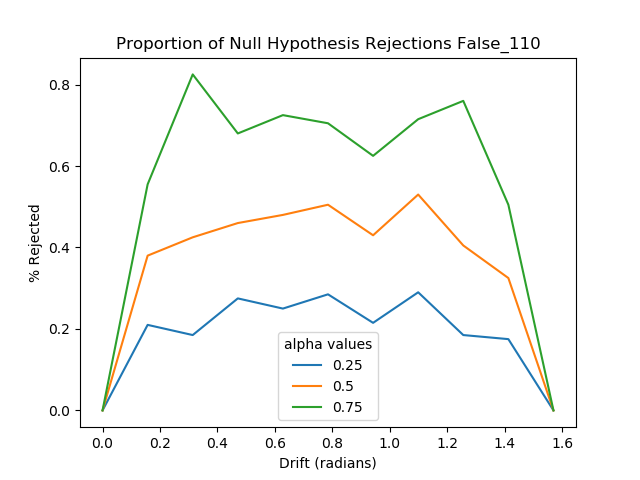 Proportion of Null Hypothesis Rejections False_110
% Rejected
0.8
0.6
0.4
0.2
0.0
alpha values
0.25
0.5
0.75
0.0 0.2 0.4 0.6 0.8 1.0 1.2 1.4 1.6
Drift (radians)